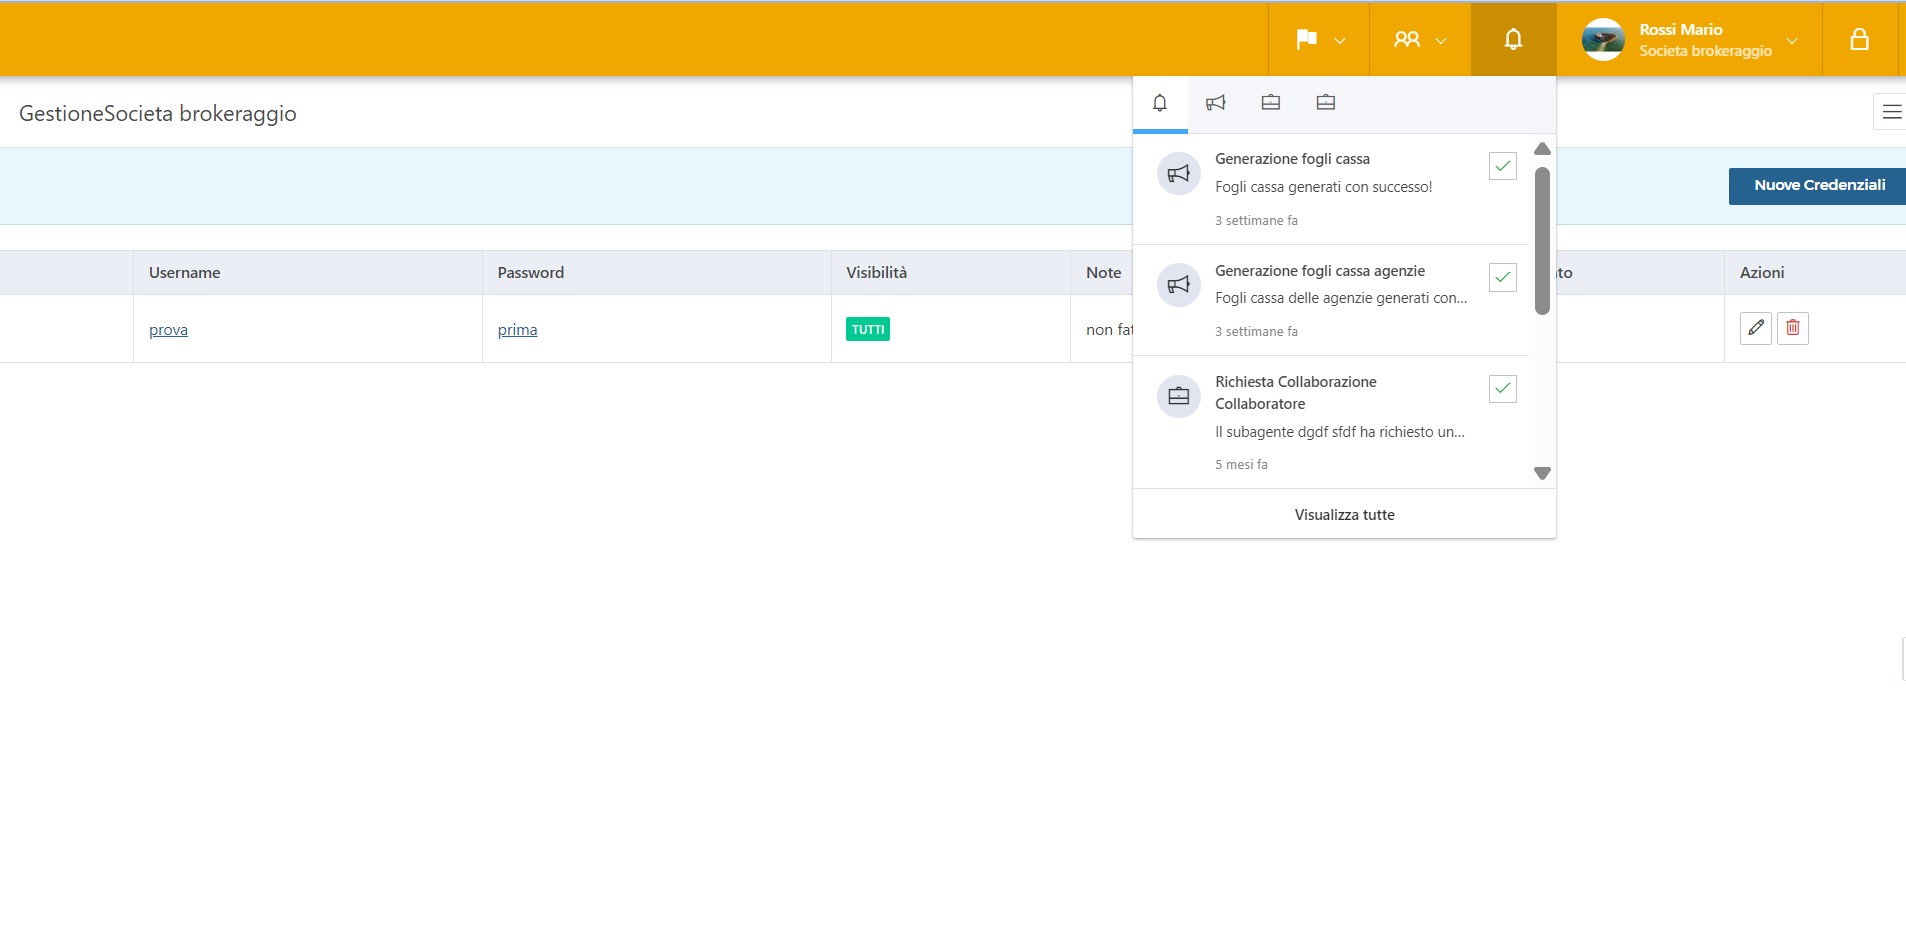 Rossi Mario
Societa brokeraggio
GestioneSocieta brokeraggio
Nuove Credenziali
Username Password Visibilità Note to Azioni
prova prima TUTTI non fat
Generazione fogli cassa
Fogli cassa generati con successo!
3 settimane fa
Generazione fogli cassa agenzie
Fogli cassa delle agenzie generati con...
3 settimane fa
Richiesta Collaborazione
Collaboratore
Il subagente dgdf sfdf ha richiesto un...
5 mesi fa
Visualizza tutte